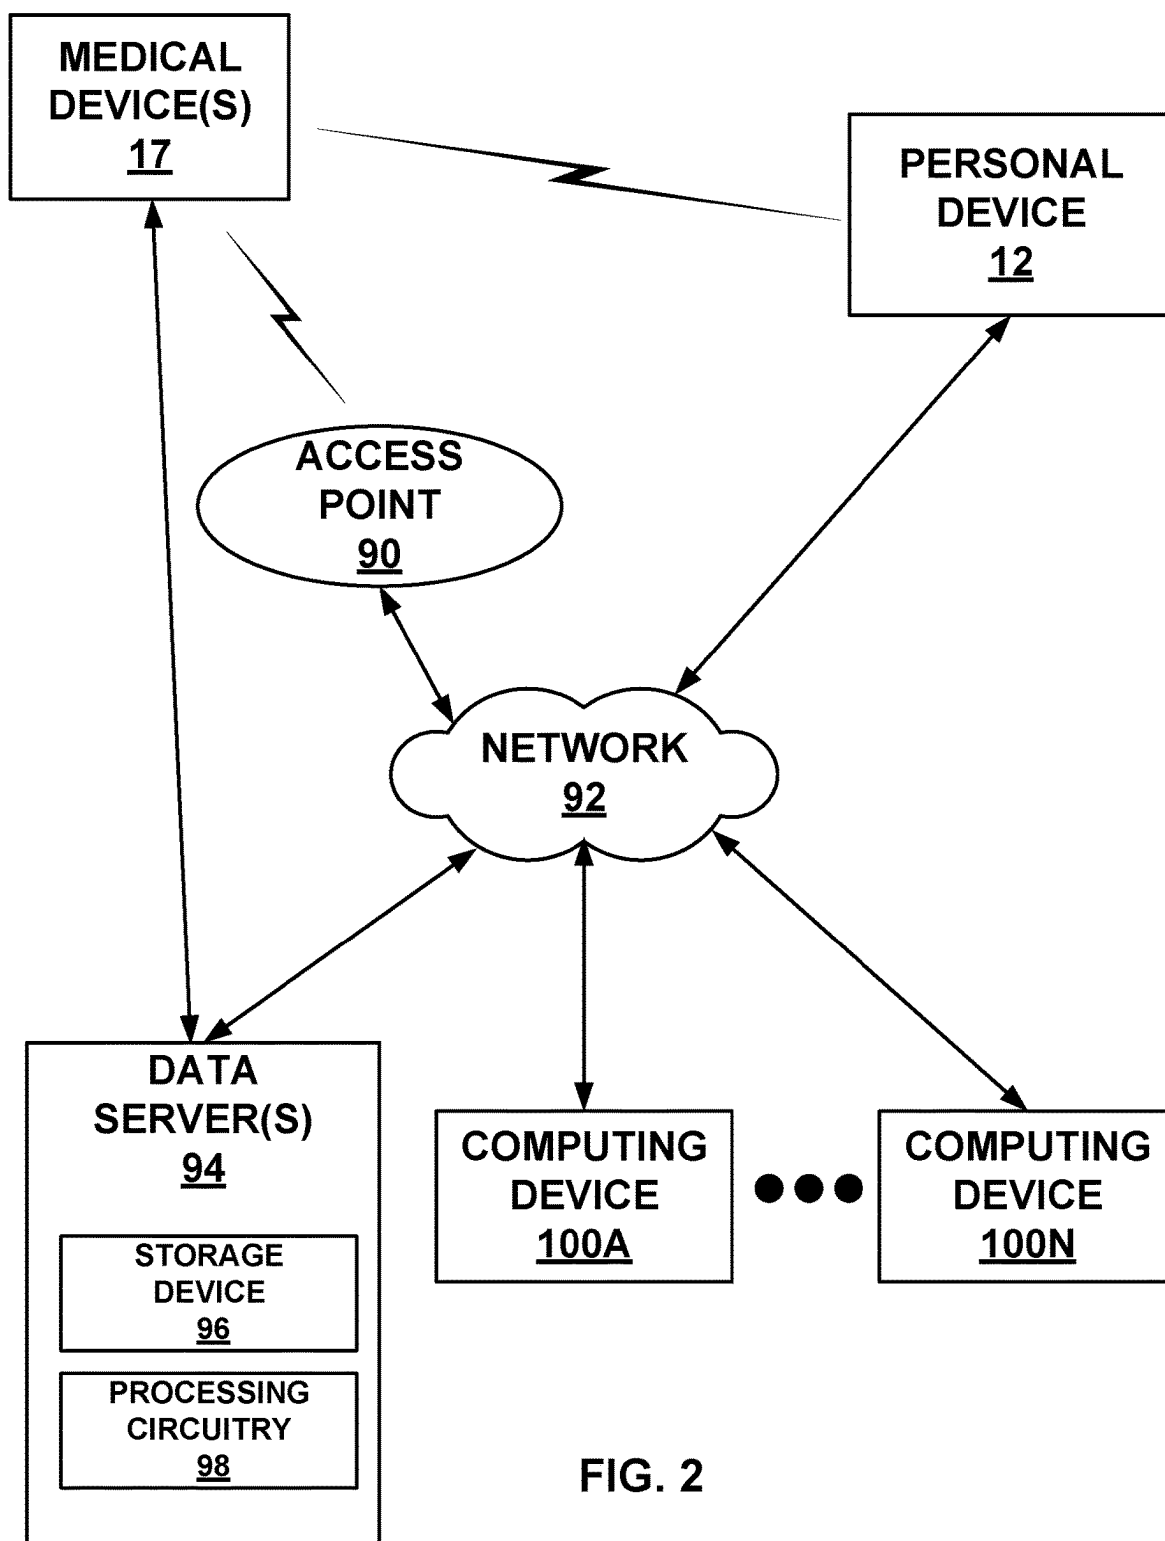 MEDICAL
DEVICE(S)
17
PERSONAL
DEVICE
12
ACCESS
POINT
90
NETWORK
92
DATA
SERVER(S)
94
STORAGE
DEVICE
96
PROCESSING
CIRCUITRY
98
COMPUTING
DEVICE
100A
COMPUTING
DEVICE
100N
FIG. 2